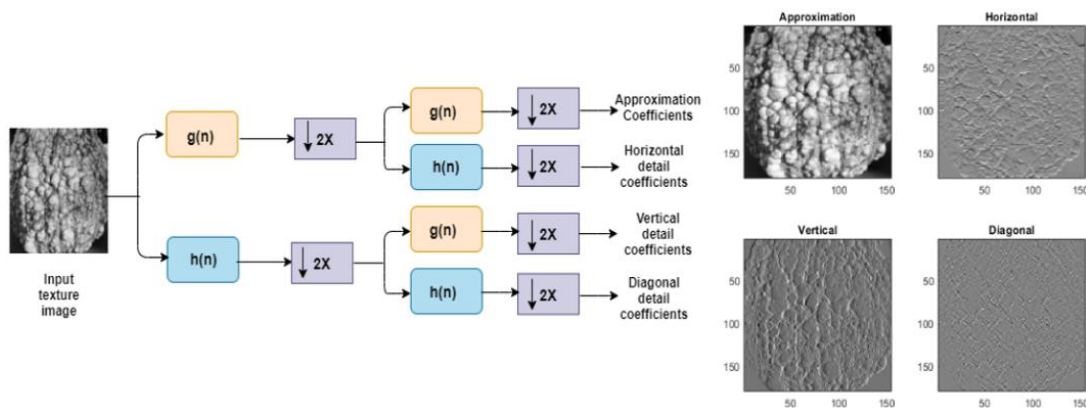 Input
texture
image
g(n)
h(n)
2X
2X
g(n)
h(n)
g(n)
h(n)
2X
2X
2X
2X
Approximation
Coefficients
Horizontal
detail
coefficients
Vertical
detail
coefficients
Diagonal
detail
coefficients
Approximation
50
100
150
50 100 150
Horizontal
50
100
150
50 100 150
Vertical
50
100
150
50 100 150
Diagonal
50
100
150
50 100 150